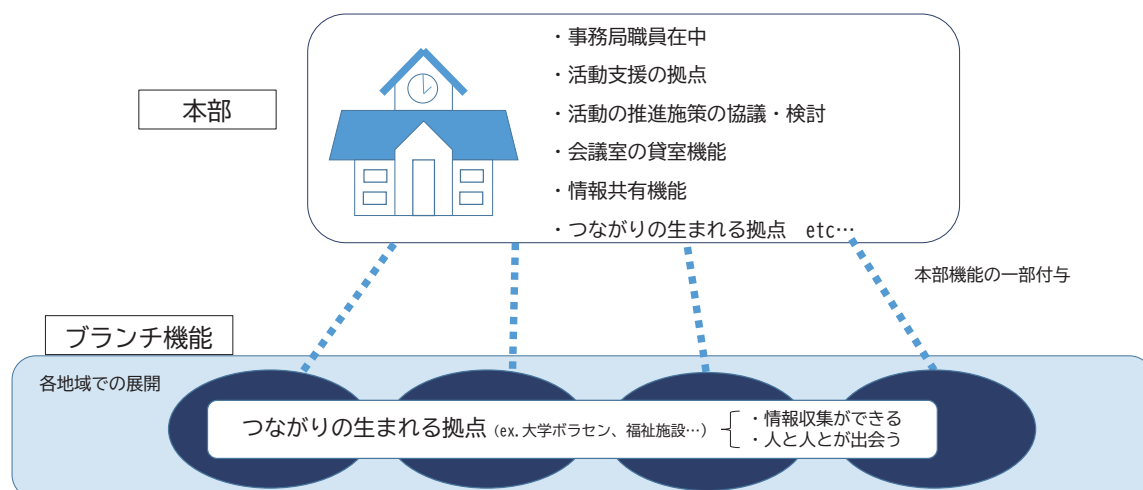 本部
・事務局職員在中
・活動支援の拠点
・活動の推進施策の協議・検討
・会議室の貸室機能
・情報共有機能
・つながりの生まれる拠点　etc…
本部機能の一部付与
ブランチ機能
各地域での展開
つながりの生まれる拠点（ex.大学ボラセン、福祉施設…）
・情報収集ができる
・人と人とが出会う